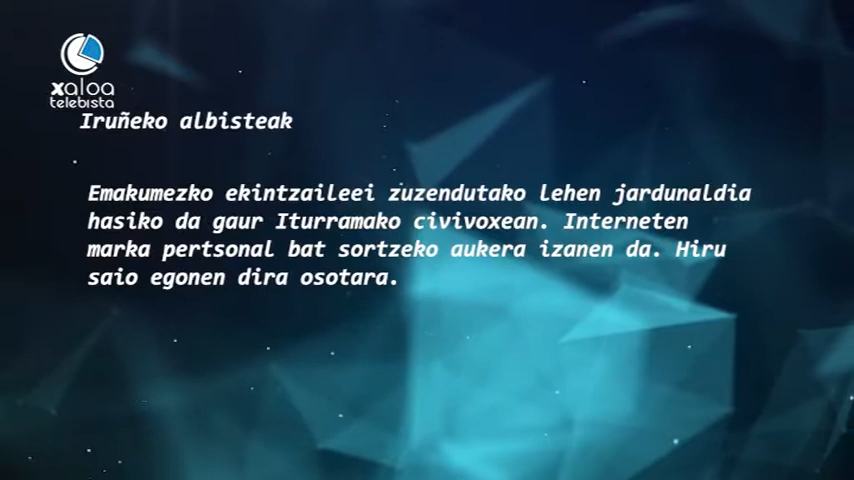 xaloa
telebista
Iruñeko albisteak
Emakumezko ekintzaileei zuzendutako lehen jardunaldia
hasiko da gaur Iturramako civivoxean. Interneten
marka pertsonal bat sortzeko aukera izanen da. Hiru
saio egonen dira osotara.